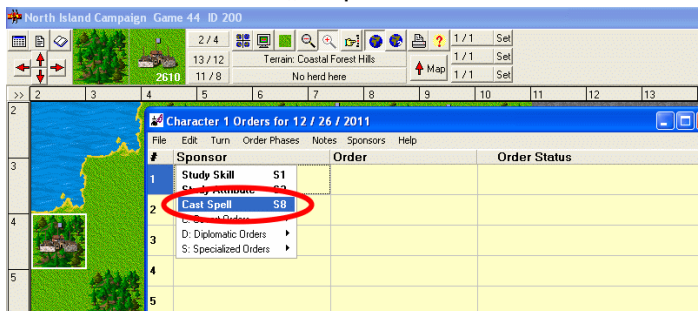 North Island Campaign Game 44 ID 200
2 / 4
1 / 1 Set
13 / 12 Terrain: Coastal Forest Hills Map 1 / 1 Set
2610 11 / 8 No herd here 1 / 1 Set
>> 2 3 4 5 6 7 8 9 10 11 12 13
2
Character 1 Orders for 12 / 26 / 2011
File Edit Turn Order Phases Notes Sponsors Help
# Sponsor Order Order Status
3
1 Study Skill S1
Study Attribute S2
2 Cast Spell S8
4
D: Diplomatic Orders
3
S: Specialized Orders
4
5
5